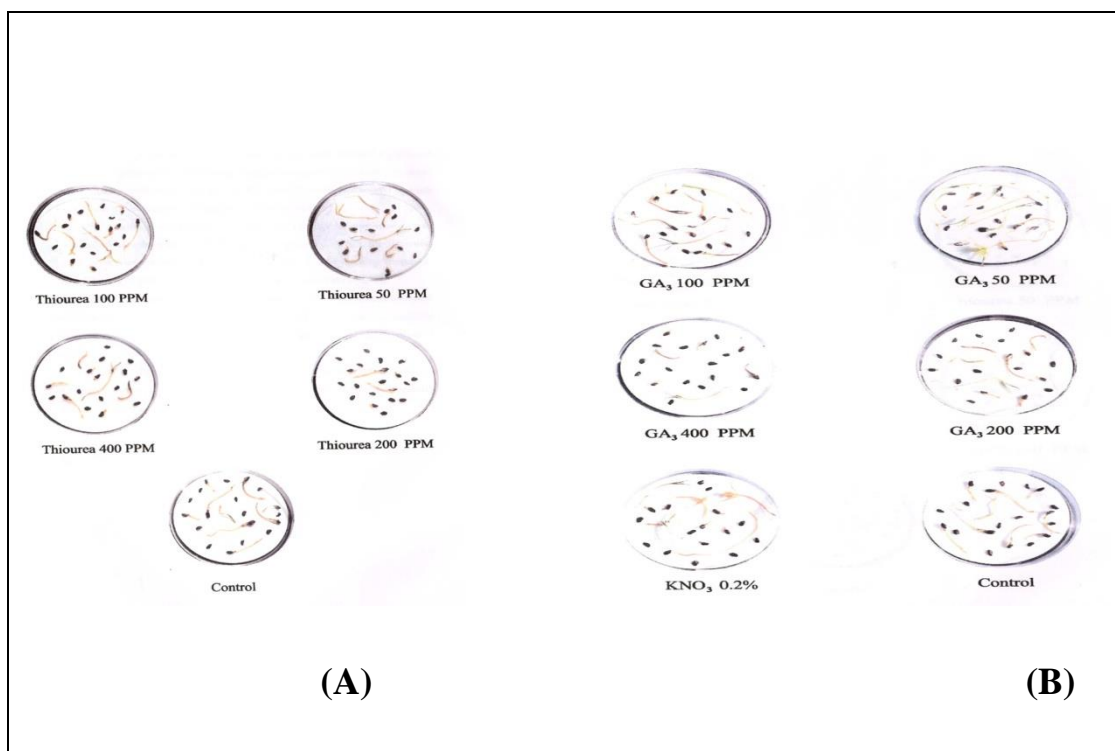 Thiourea 100 PPM
Thiourea 50 PPM
Thiourea 400 PPM
Thiourea 200 PPM
Control
(A)
GA₃ 100 PPM
GA₃ 50 PPM
GA₃ 400 PPM
GA₃ 200 PPM
KNO₃ 0.2%
Control
(B)